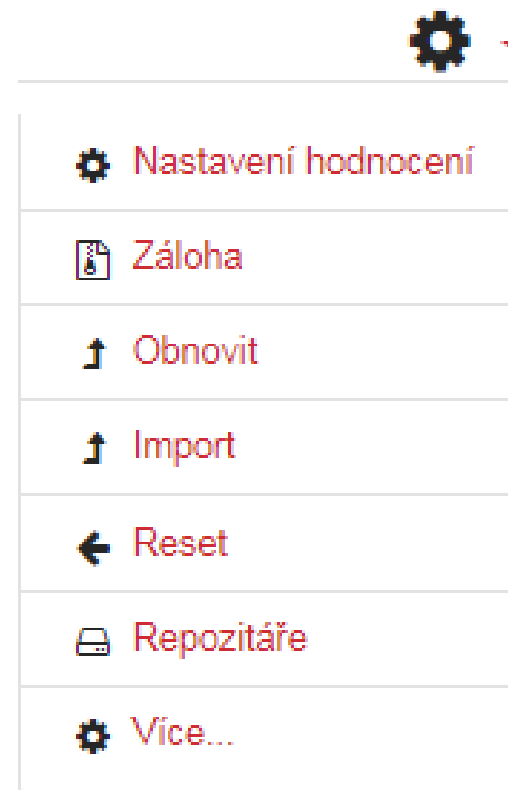 Nastavení hodnocení
Záloha
Obnovit
Import
Reset
Repozitáře
Více...